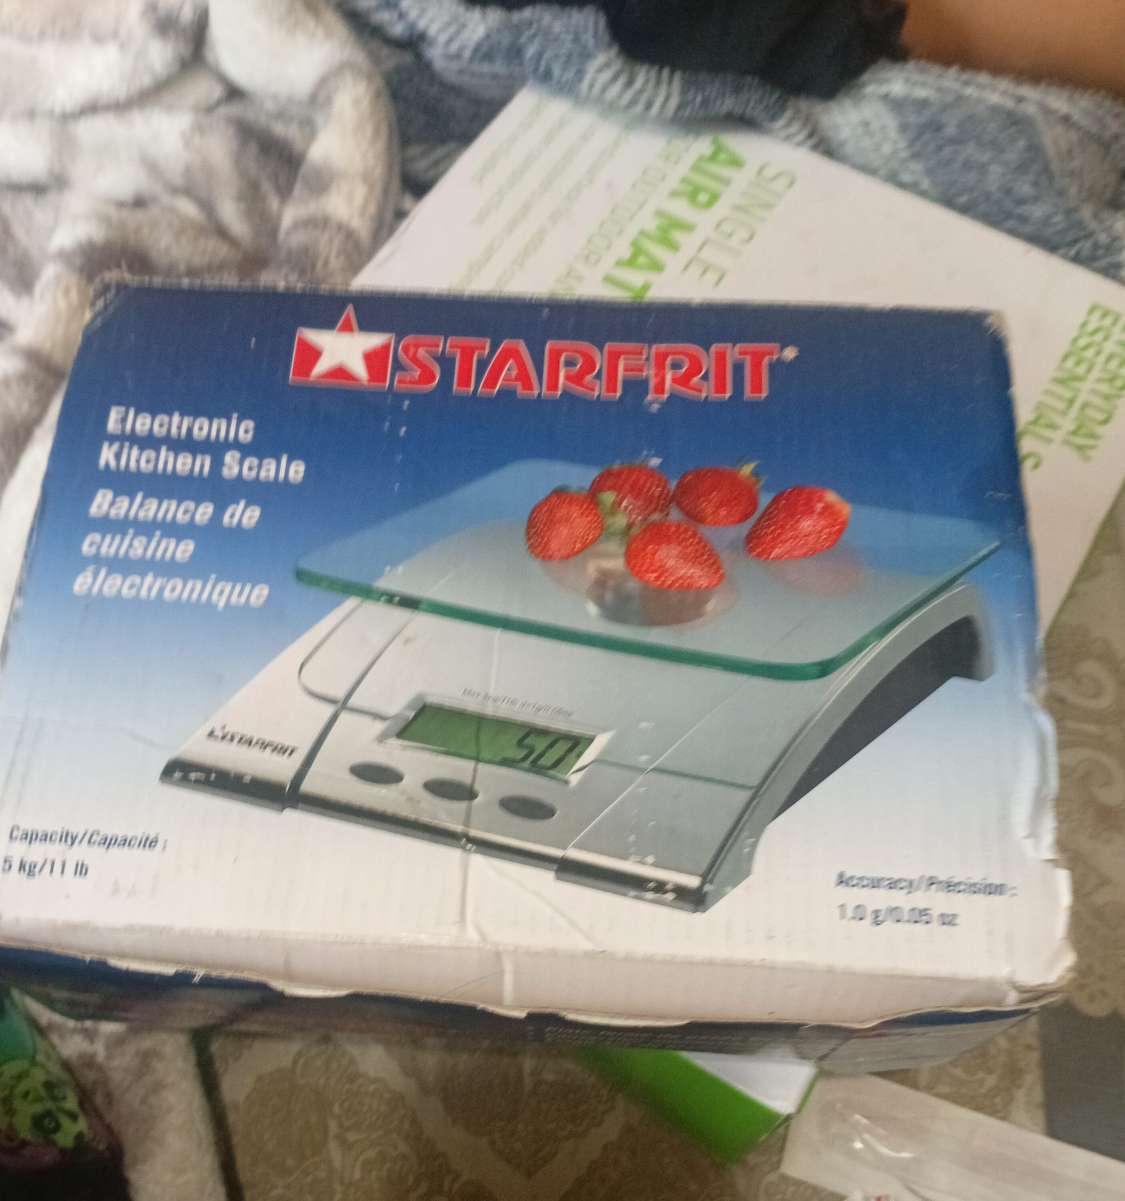 STARFRIT
Electronic
Kitchen Scale
Balance de
cuisine
électronique
50
STARFRIT
Capacity/Capacité :
5 kg/11 lb
Accuracy/Précision :
1.0 g/0.05 oz
SINGLE
AIR MAT
EVERYDAY
ESSENTIALS